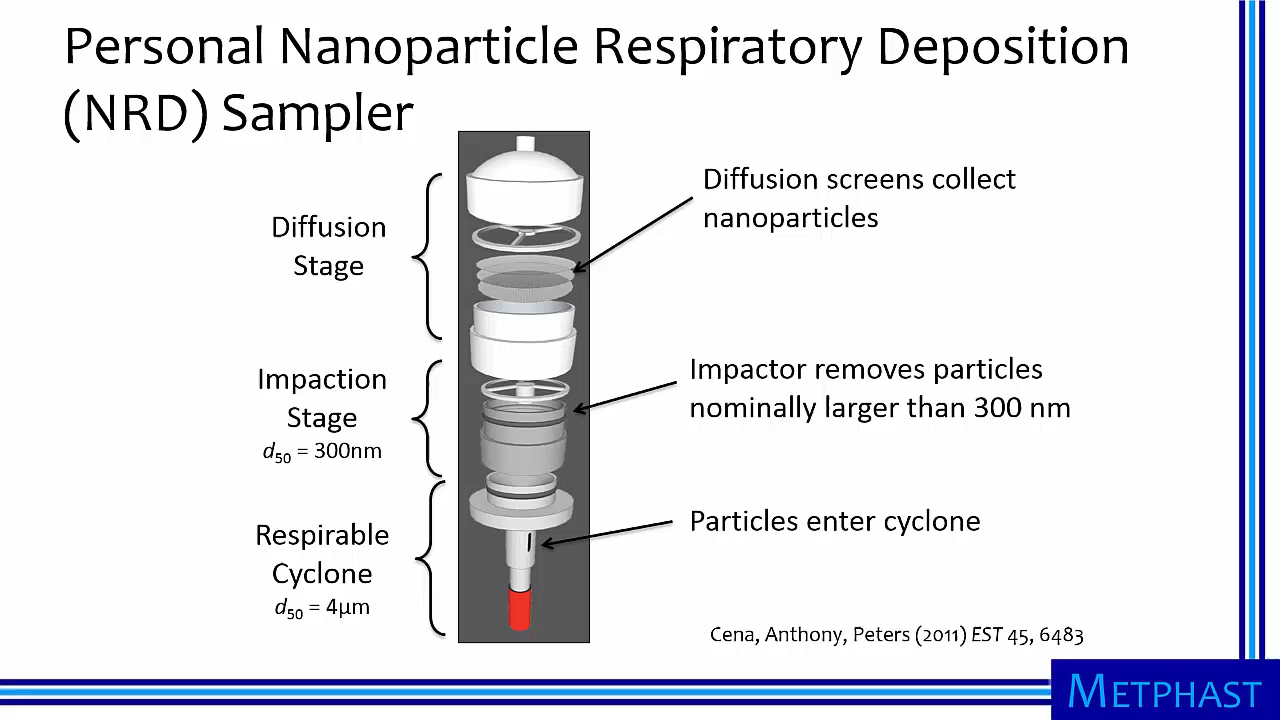 Personal Nanoparticle Respiratory Deposition
(NRD) Sampler
Diffusion
Stage
Diffusion screens collect
nanoparticles
Impaction
Stage
d50 = 300nm
Impactor removes particles
nominally larger than 300 nm
Respirable
Cyclone
d50 = 4μm
Particles enter cyclone
Cena, Anthony, Peters (2011) EST 45, 6483
METPHAST